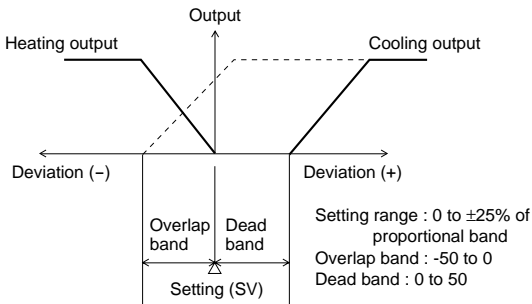 Output
Heating output
Cooling output
Deviation (−)
Deviation (+)
Overlap
band
Dead
band
Setting (SV)
Setting range : 0 to ±25% of
proportional band
Overlap band : -50 to 0
Dead band : 0 to 50